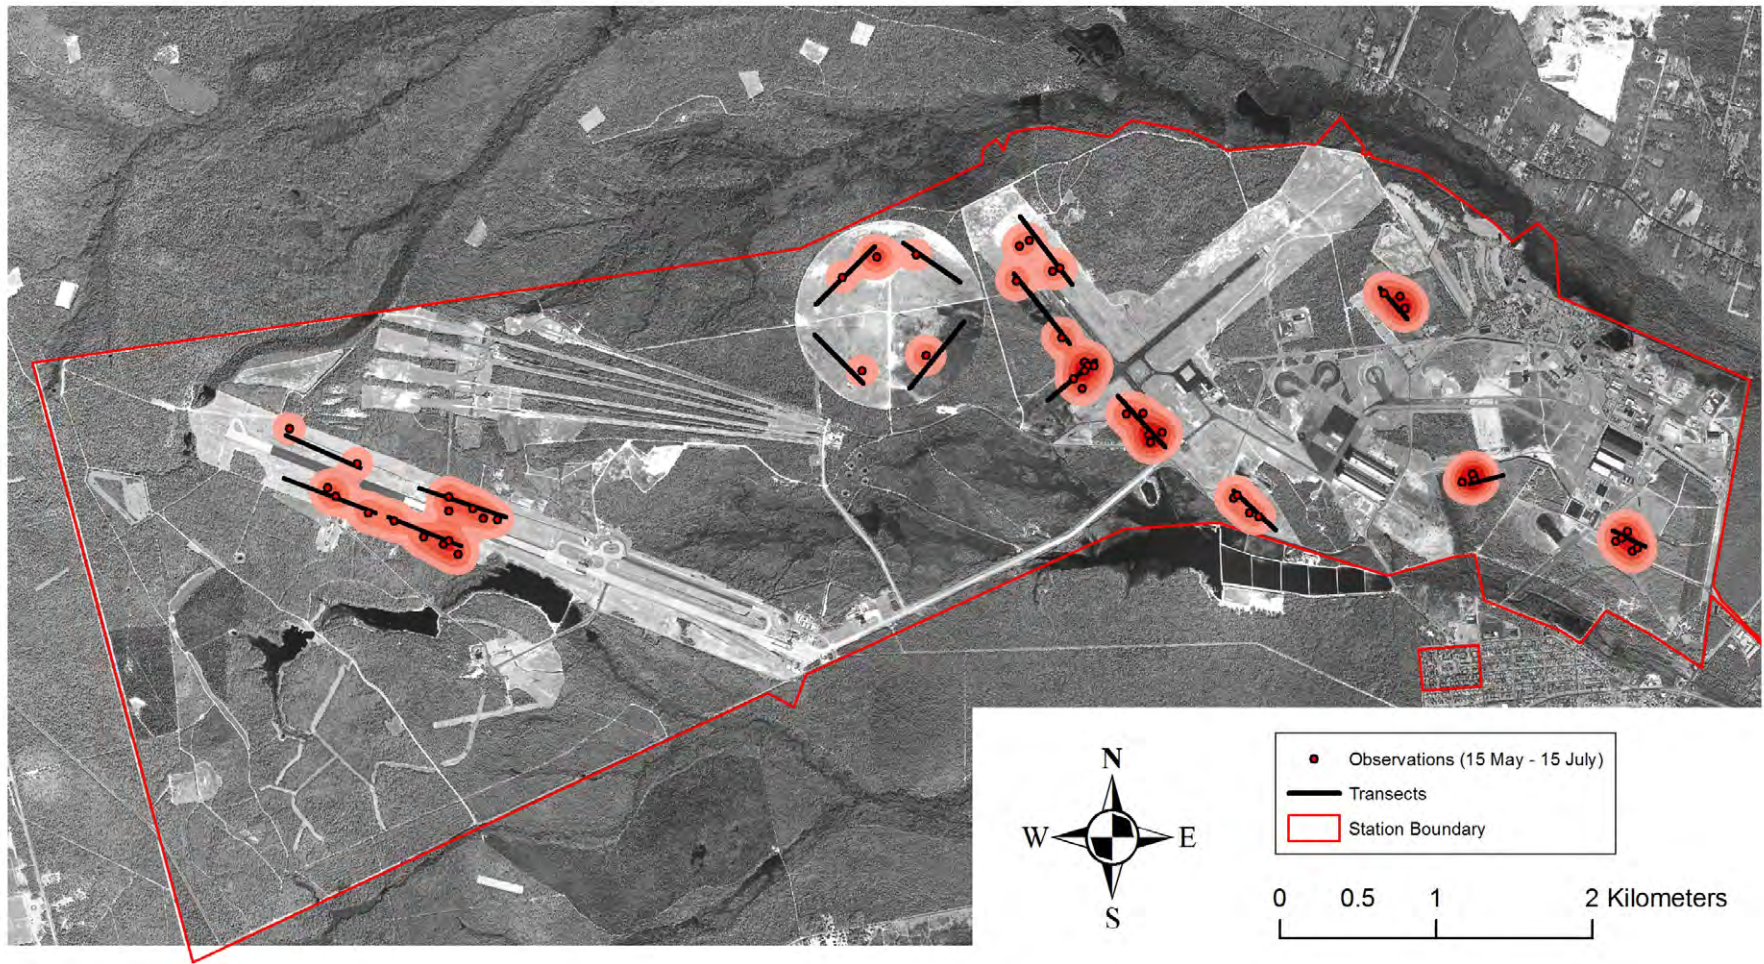 N
W
E
S
Observations (15 May - 15 July)
Transects
Station Boundary
0 0.5 1 2 Kilometers